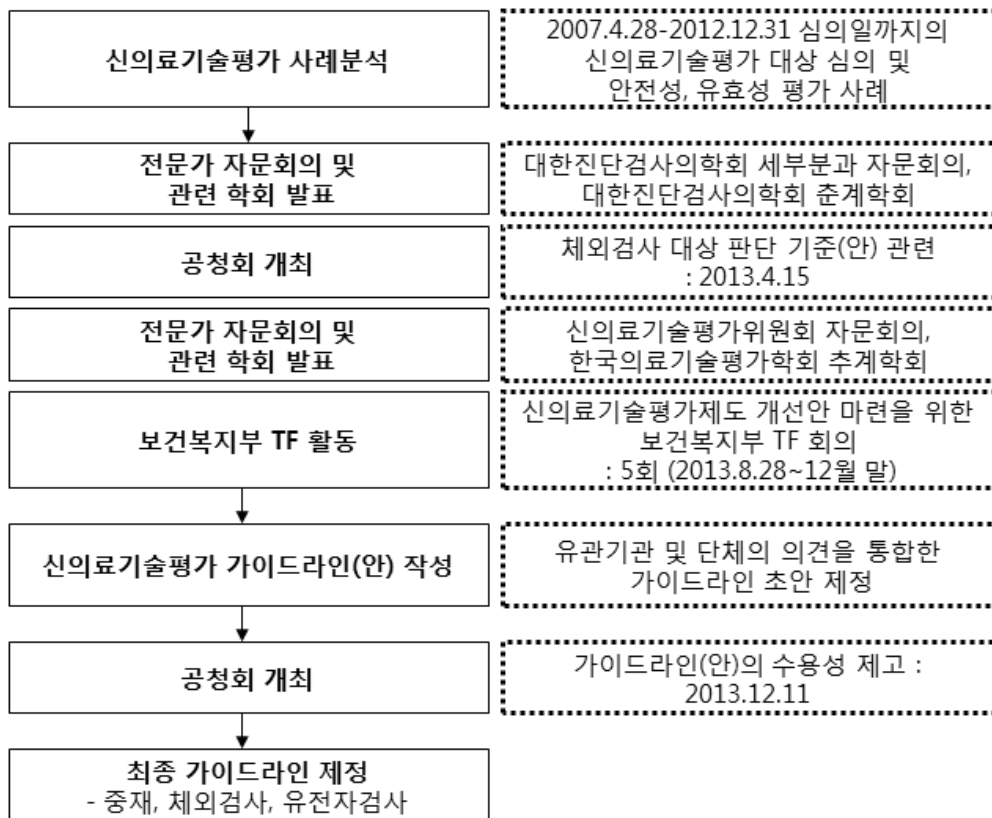 신의료기술평가 사례분석
2007.4.28-2012.12.31 심의일까지의
신의료기술평가 대상 심의 및
안전성, 유효성 평가 사례
전문가 자문회의 및
관련 학회 발표
대한진단검사의학회 세부분과 자문회의,
대한진단검사의학회 춘계학회
공청회 개최
체외검사 대상 판단 기준(안) 관련
: 2013.4.15
전문가 자문회의 및
관련 학회 발표
신의료기술평가위원회 자문회의,
한국의료기술평가학회 추계학회
보건복지부 TF 활동
신의료기술평가제도 개선안 마련을 위한
보건복지부 TF 회의
: 5회 (2013.8.28~12월 말)
신의료기술평가 가이드라인(안) 작성
유관기관 및 단체의 의견을 통합한
가이드라인 초안 제정
공청회 개최
가이드라인(안)의 수용성 제고 :
2013.12.11
최종 가이드라인 제정
- 중재, 체외검사, 유전자검사